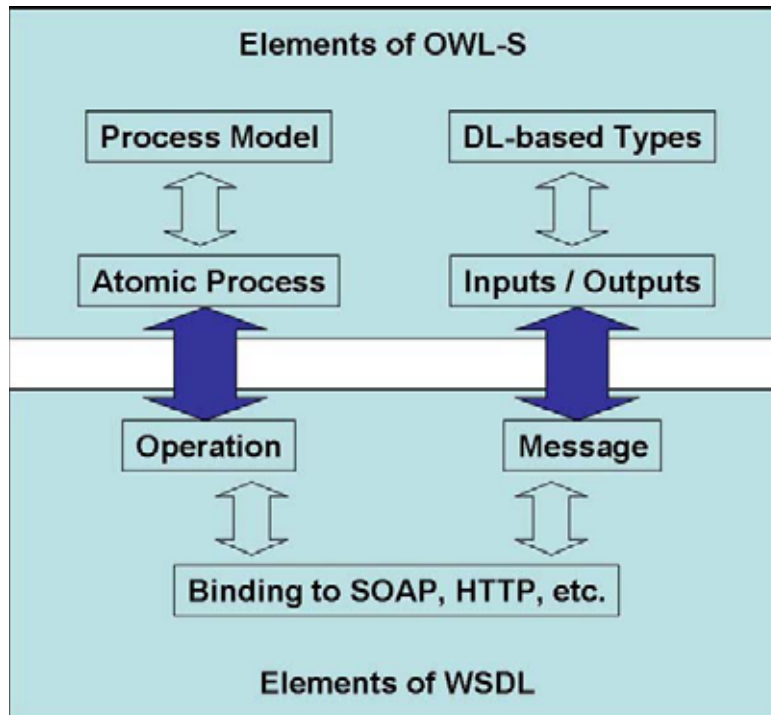 Elements of OWL-S
Process Model
DL-based Types
Atomic Process
Inputs / Outputs
Operation
Message
Binding to SOAP, HTTP, etc.
Elements of WSDL